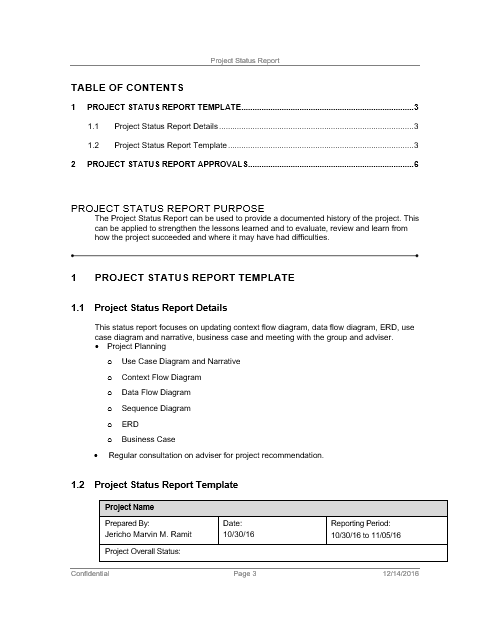 Project Status Report
TABLE OF CONTENTS
1 PROJECT STATUS REPORT TEMPLATE...3
1.1 Project Status Report Details...3
1.2 Project Status Report Template...3
2 PROJECT STATUS REPORT APPROVALS...6
PROJECT STATUS REPORT PURPOSE
The Project Status Report can be used to provide a documented history of the project. This
can be applied to strengthen the lessons learned and to evaluate, review and learn from
how the project succeeded and where it may have had difficulties.
1 PROJECT STATUS REPORT TEMPLATE
1.1 Project Status Report Details
This status report focuses on updating context flow diagram, data flow diagram, ERD, use
case diagram and narrative, business case and meeting with the group and adviser.
• Project Planning
o Use Case Diagram and Narrative
o Context Flow Diagram
o Data Flow Diagram
o Sequence Diagram
o ERD
o Business Case
• Regular consultation on adviser for project recommendation.
1.2 Project Status Report Template
Project Name
Prepared By: Date: Reporting Period:
Jericho Marvin M. Ramit 10/30/16 10/30/16 to 11/05/16
Project Overall Status:
Confidential Page 3 12/14/2016